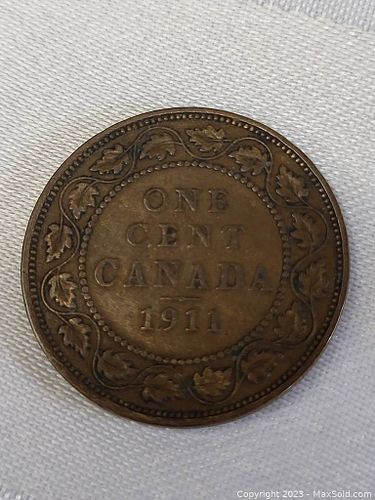 ONE
CENT
CANADA
1911
Copyright 2023 - MaxSold.com